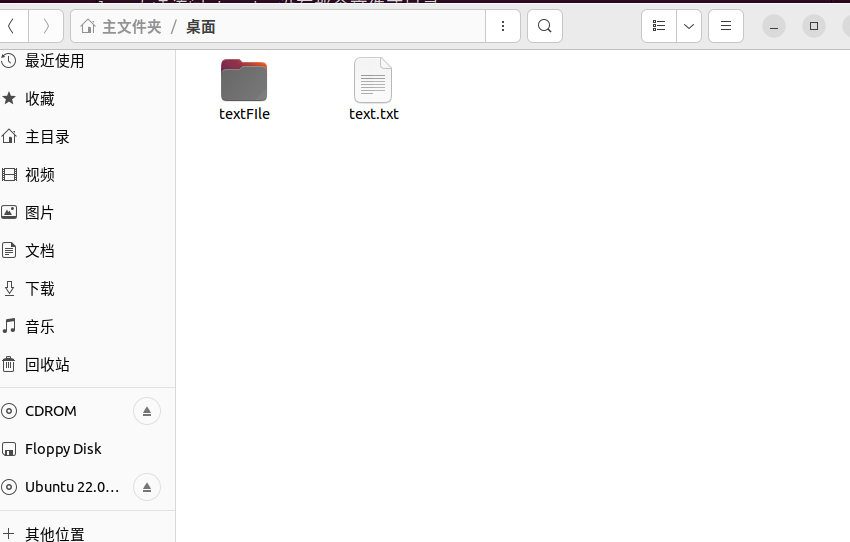 主文件夹 / 桌面
最近使用
收藏
主目录
视频
图片
文档
下载
音乐
回收站
CDROM
Floppy Disk
Ubuntu 22.0...
其他位置
textFIle
text.txt